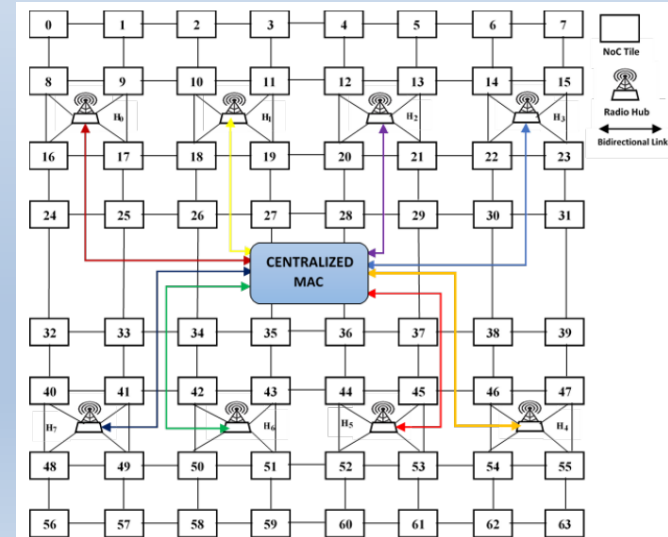 0 1 2 3 4 5 6 7
NoC Tile
8 9 10 11 12 13 14 15
H0 H1 H2 H3
Radio Hub
Bidirectional Link
16 17 18 19 20 21 22 23
24 25 26 27 28 29 30 31
CENTRALIZED
MAC
32 33 34 35 36 37 38 39
40 41 42 43 44 45 46 47
H7 H6 H5 H4
48 49 50 51 52 53 54 55
56 57 58 59 60 61 62 63